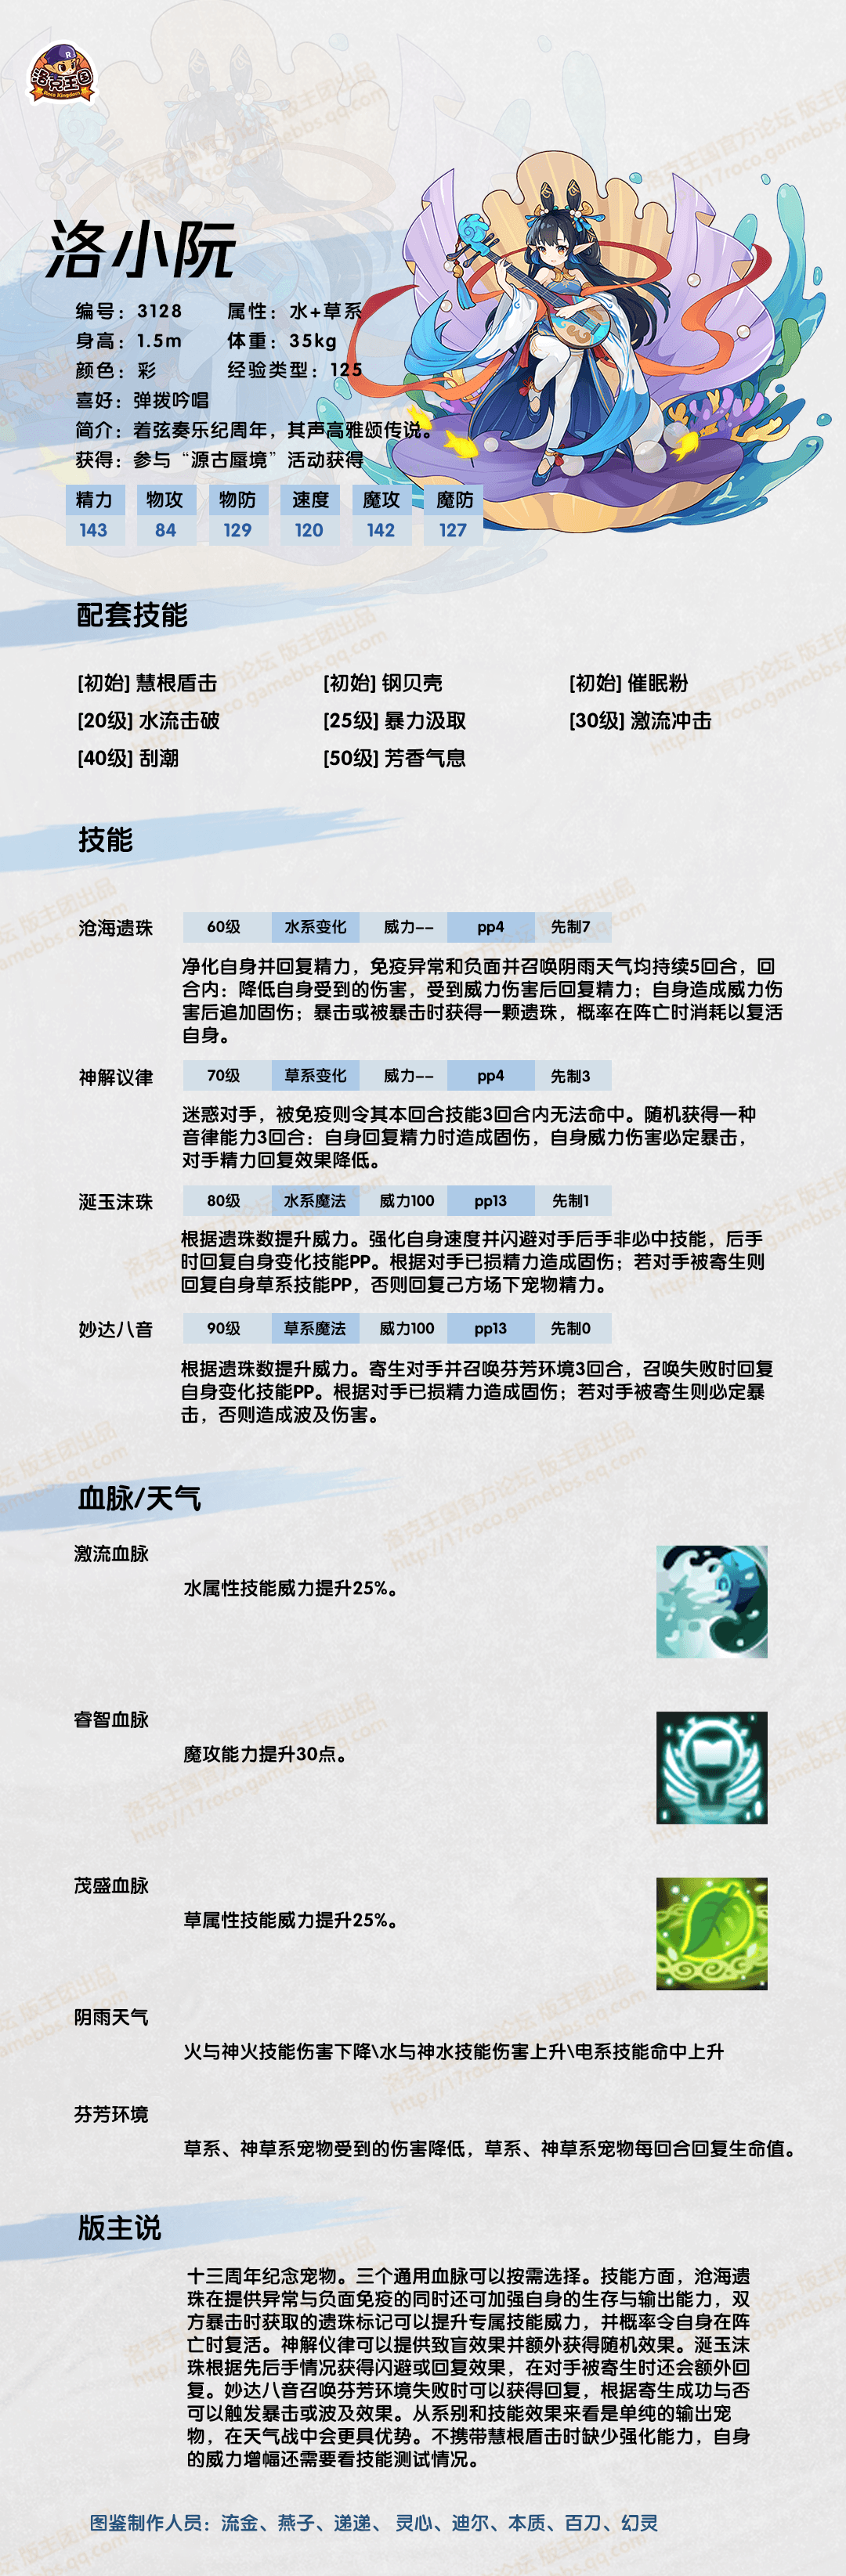 洛克王国
Roco Kingdom
洛小阮
编号：3128 属性：水+草系
身高：1.5m 体重：35kg
颜色：彩 经验类型：125
喜好：弹拨吟唱
简介：着弦奏乐纪周年，其声高雅颂传说。
获得：参与“源古蜃境”活动获得
精力 物攻 物防 速度 魔攻 魔防
143 84 129 120 142 127
配套技能
[初始] 慧根盾击 [初始] 钢贝壳 [初始] 催眠粉
[20级] 水流击破 [25级] 暴力汲取 [30级] 激流冲击
[40级] 刮潮 [50级] 芳香气息
技能
沧海遗珠 60级 水系变化 威力-- pp4 先制7
净化自身并回复精力，免疫异常和负面并召唤阴雨天气均持续5回合，回
合内：降低自身受到的伤害，受到威力伤害后回复精力；自身造成威力伤
害后追加固伤；暴击或被暴击时获得一颗遗珠，概率在阵亡时消耗以复活
自身。
神解议律 70级 草系变化 威力-- pp4 先制3
迷惑对手，被免疫则令其本回合技能3回合内无法命中。随机获得一种
音律能力3回合：自身回复精力时造成固伤，自身威力伤害必定暴击，
对手精力回复效果降低。
涎玉沫珠 80级 水系魔法 威力100 pp13 先制1
根据遗珠数提升威力。强化自身速度并闪避对手后手非必中技能，后手
时回复自身变化技能PP。根据对手已损精力造成固伤；若对手被寄生则
回复自身草系技能PP，否则回复己方场下宠物精力。
妙达八音 90级 草系魔法 威力100 pp13 先制0
根据遗珠数提升威力。寄生对手并召唤芬芳环境3回合，召唤失败时回复
自身变化技能PP。根据对手已损精力造成固伤；若对手被寄生则必定暴
击，否则造成波及伤害。
血脉/天气
激流血脉
水属性技能威力提升25%。
睿智血脉
魔攻能力提升30点。
茂盛血脉
草属性技能威力提升25%。
阴雨天气
火与神火技能伤害下降\水与神水技能伤害上升\电系技能命中上升
芬芳环境
草系、神草系宠物受到的伤害降低，草系、神草系宠物每回合回复生命值。
版主说
十三周年纪念宠物。三个通用血脉可以按需选择。技能方面，沧海遗
珠在提供异常与负面免疫的同时还可加强自身的生存与输出能力，双
方暴击时获取的遗珠标记可以提升专属技能威力，并概率令自身在阵
亡时复活。神解仪律可以提供致盲效果并额外获得随机效果。涎玉沫
珠根据先后手情况获得闪避或回复效果，在对手被寄生时还会额外回
复。妙达八音召唤芬芳环境失败时可以获得回复，根据寄生成功与否
可以触发暴击或波及效果。从系别和技能效果来看是单纯的输出宠
物，在天气战中会更具优势。不携带慧根盾击时缺少强化能力，自身
的威力增幅还需要看技能测试情况。
图鉴制作人员：流金、燕子、递递、 灵心、迪尔、本质、百刀、幻灵
洛克王国官方论坛 版主团出品
http://17roco.gamebbs.qq.com